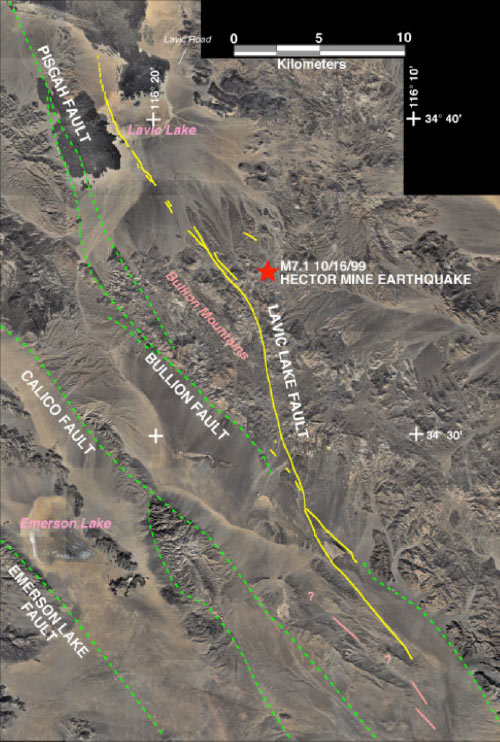 Lavic Road
0 5 10
Kilometers
PISGAH FAULT
116° 20'
116° 10'
34° 40'
Lavic Lake
M7.1 10/16/99
HECTOR MINE EARTHQUAKE
Bullion Mountains
LAVIC LAKE FAULT
BULLION FAULT
CALICO FAULT
34° 30'
Emerson Lake
EMERSON LAKE
FAULT
?
?